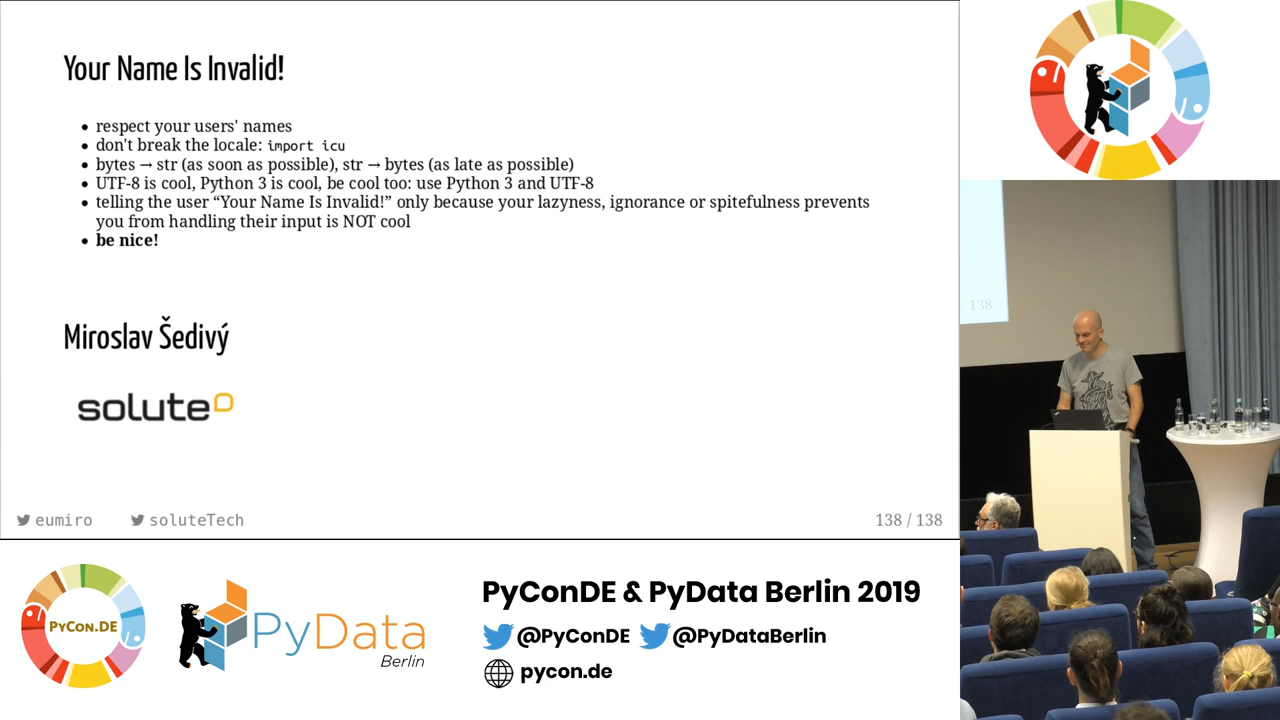 Your Name Is Invalid!
respect your users' names
don't break the locale: import icu
bytes → str (as soon as possible), str → bytes (as late as possible)
UTF-8 is cool, Python 3 is cool, be cool too: use Python 3 and UTF-8
telling the user “Your Name Is Invalid!” only because your lazyness, ignorance or spitefulness prevents
you from handling their input is NOT cool
be nice!
Miroslav Šedivý
solute
eumiro
soluteTech
138 / 138
/ 138
PyCon.DE
PyData
Berlin
PyConDE & PyData Berlin 2019
@PyConDE @PyDataBerlin
pycon.de